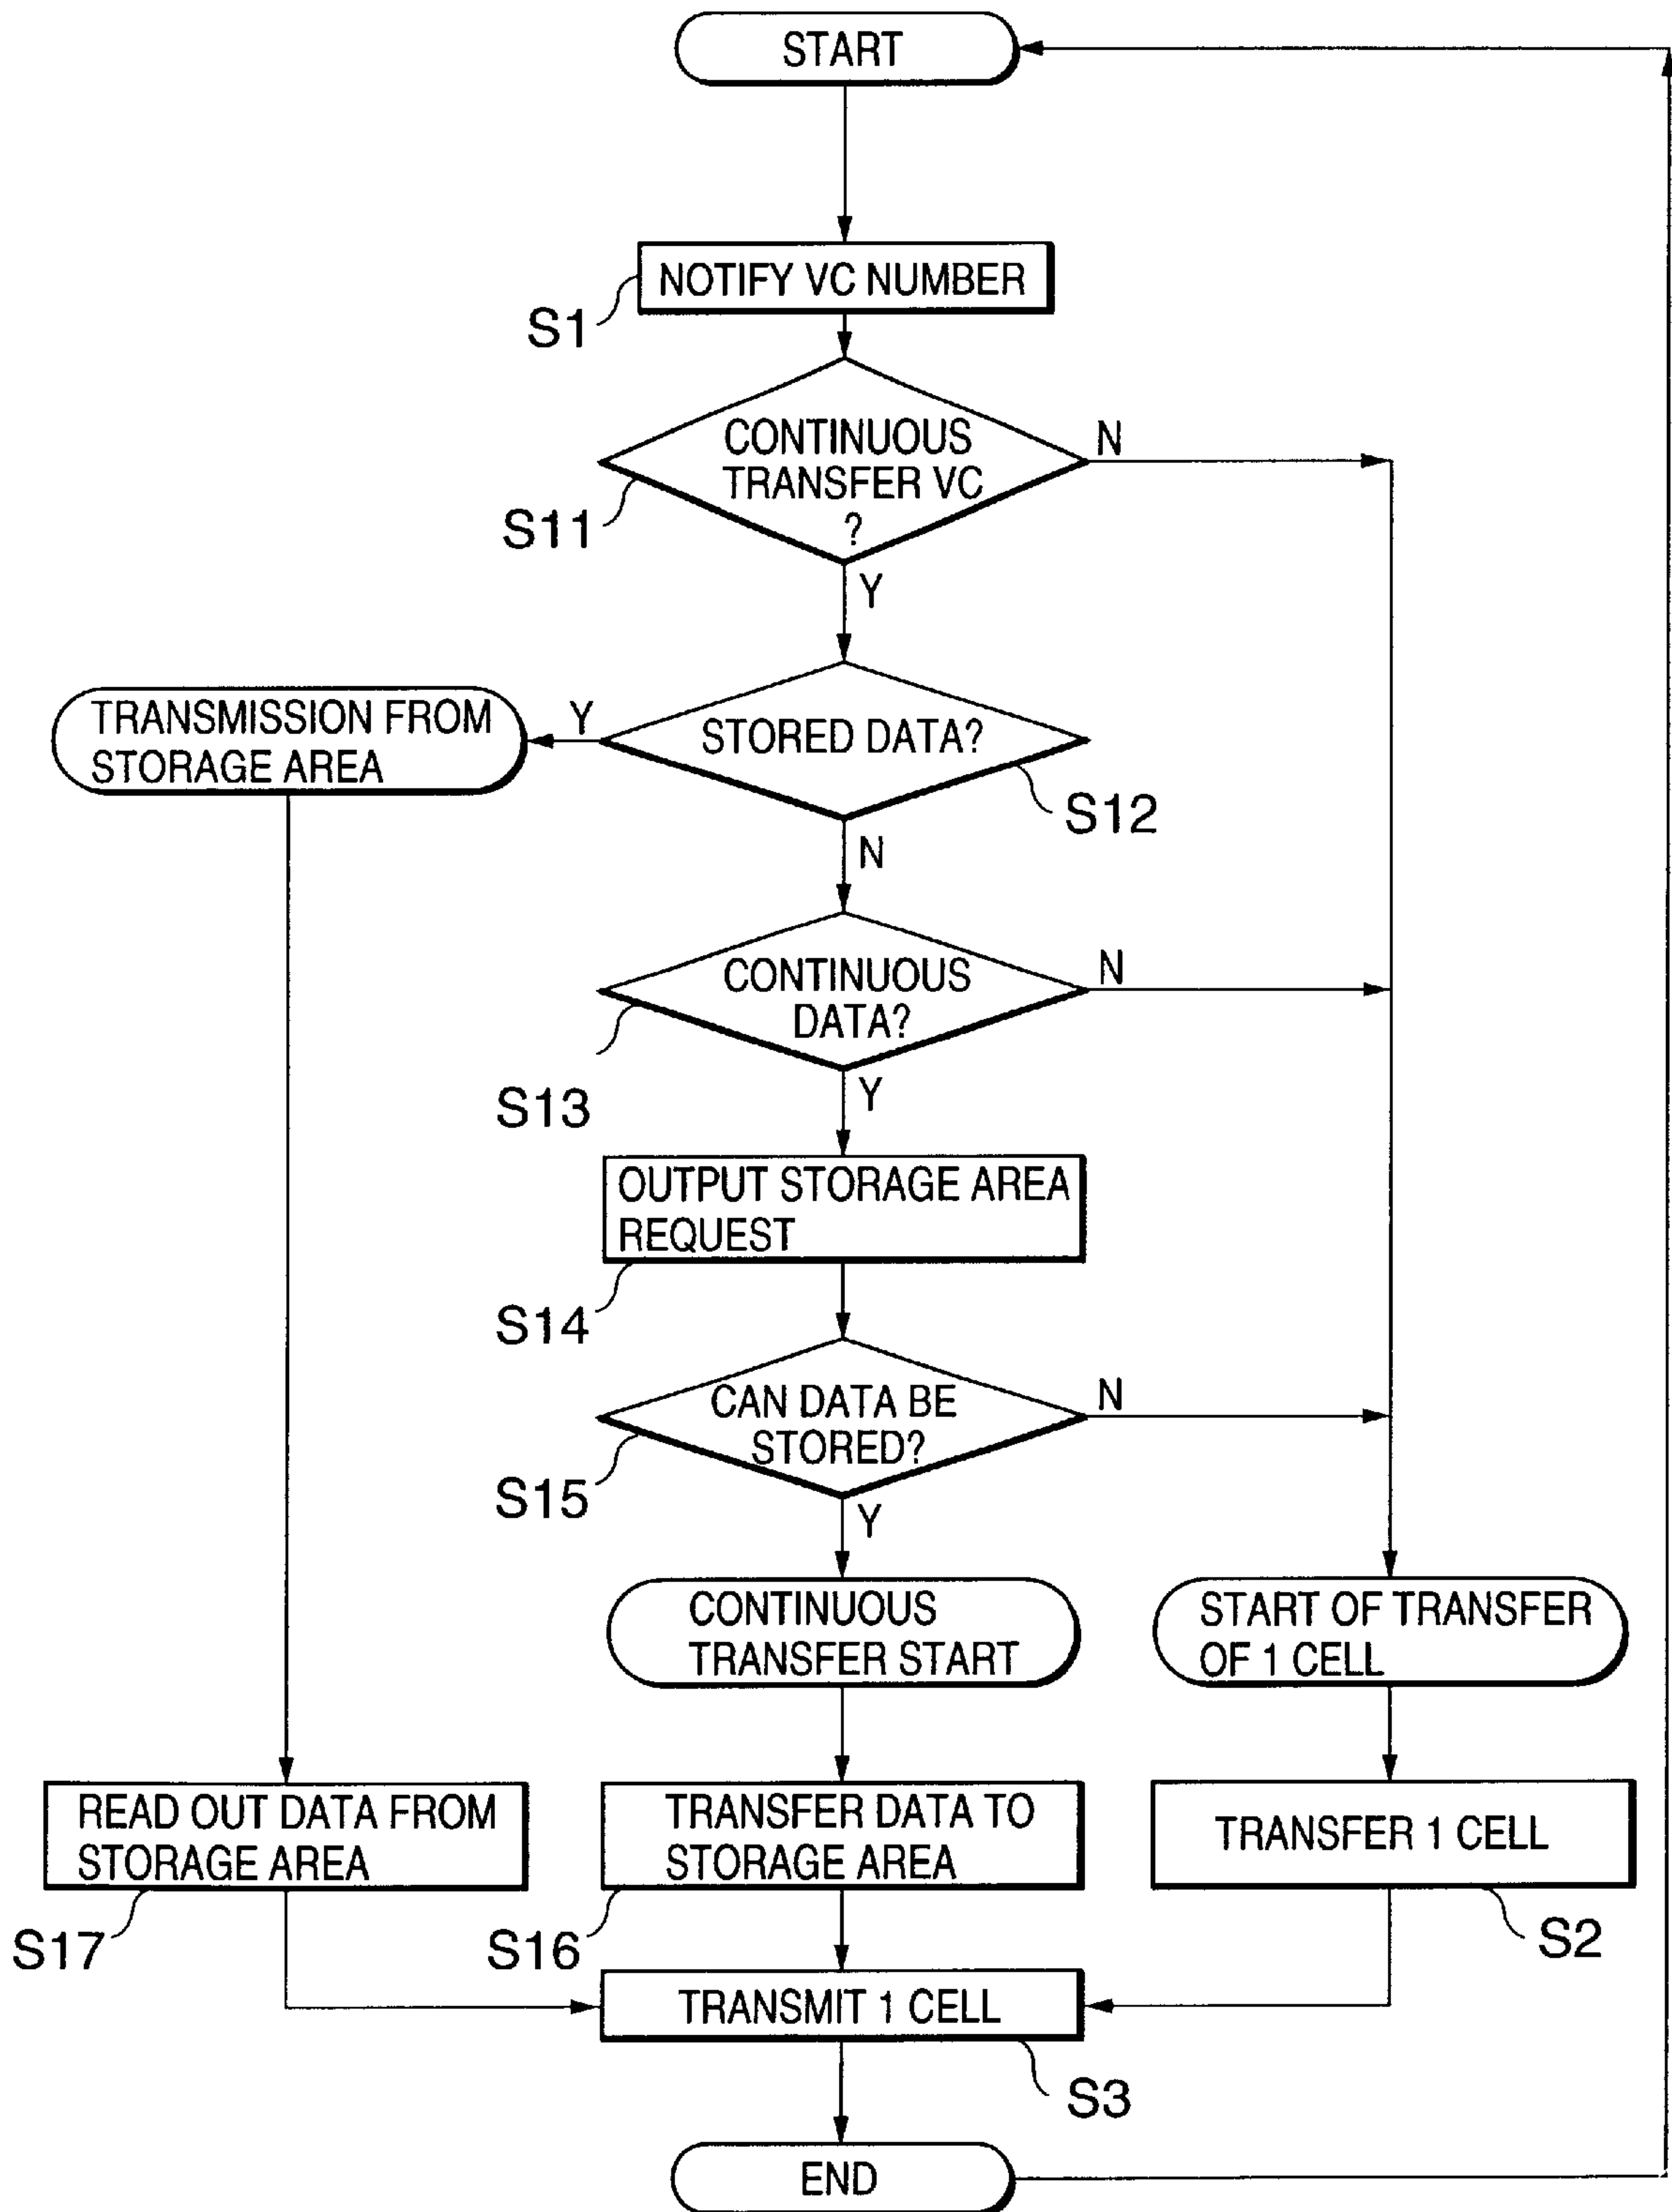 START
NOTIFY VC NUMBER
S1
CONTINUOUS
TRANSFER VC
?
N
S11
Y
TRANSMISSION FROM
STORAGE AREA
Y
STORED DATA?
S12
N
CONTINUOUS
DATA?
N
S13
Y
OUTPUT STORAGE AREA
REQUEST
S14
CAN DATA BE
STORED?
N
S15
Y
CONTINUOUS
TRANSFER START
START OF TRANSFER
OF 1 CELL
READ OUT DATA FROM
STORAGE AREA
TRANSFER DATA TO
STORAGE AREA
TRANSFER 1 CELL
S17
S16
S2
TRANSMIT 1 CELL
S3
END